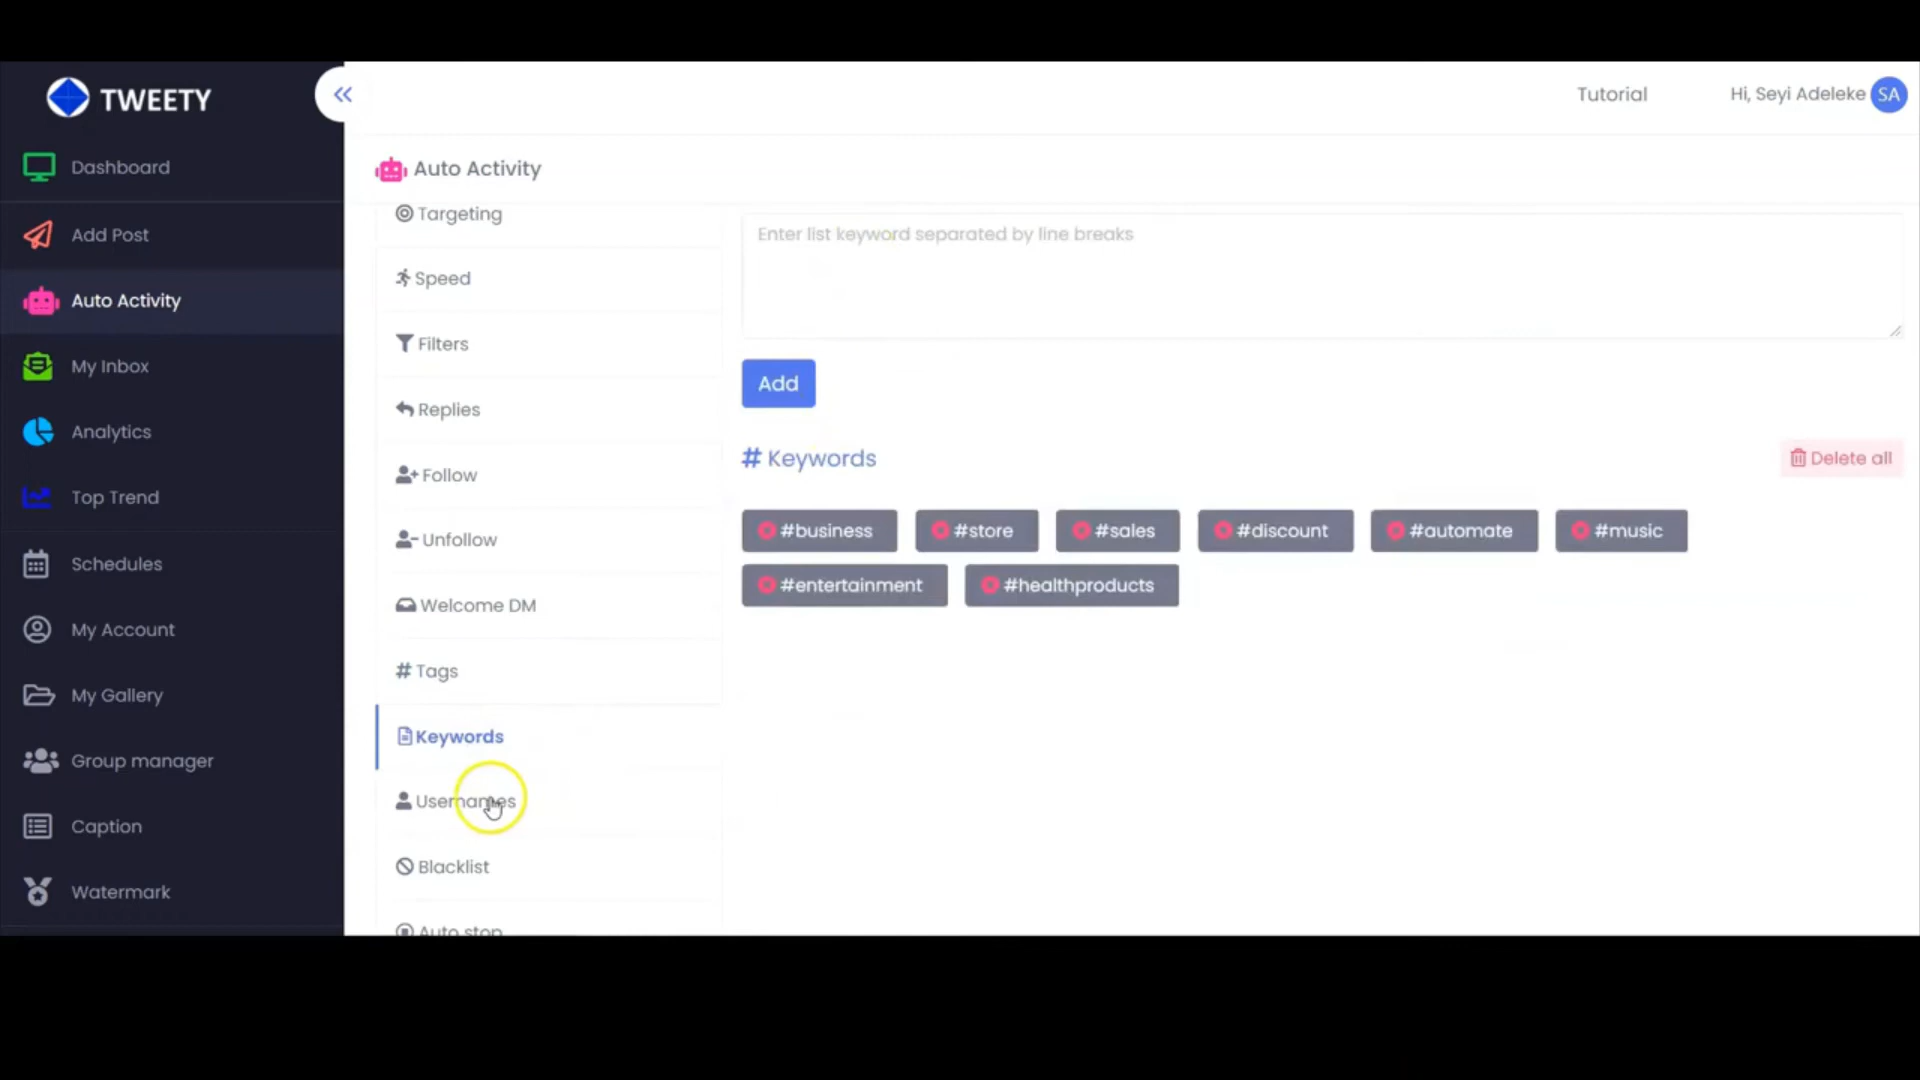 TWEETY
Tutorial
Hi, Seyi Adeleke SA
Dashboard
Add Post
Auto Activity
My Inbox
Analytics
Top Trend
Schedules
My Account
My Gallery
Group manager
Caption
Watermark
Auto Activity
Targeting
Speed
Filters
Replies
Follow
Unfollow
Welcome DM
# Tags
Keywords
Usernames
Blacklist
Auto stop
Enter list keyword separated by line breaks
Add
# Keywords
Delete all
#business #store #sales #discount #automate #music
#entertainment #healthproducts